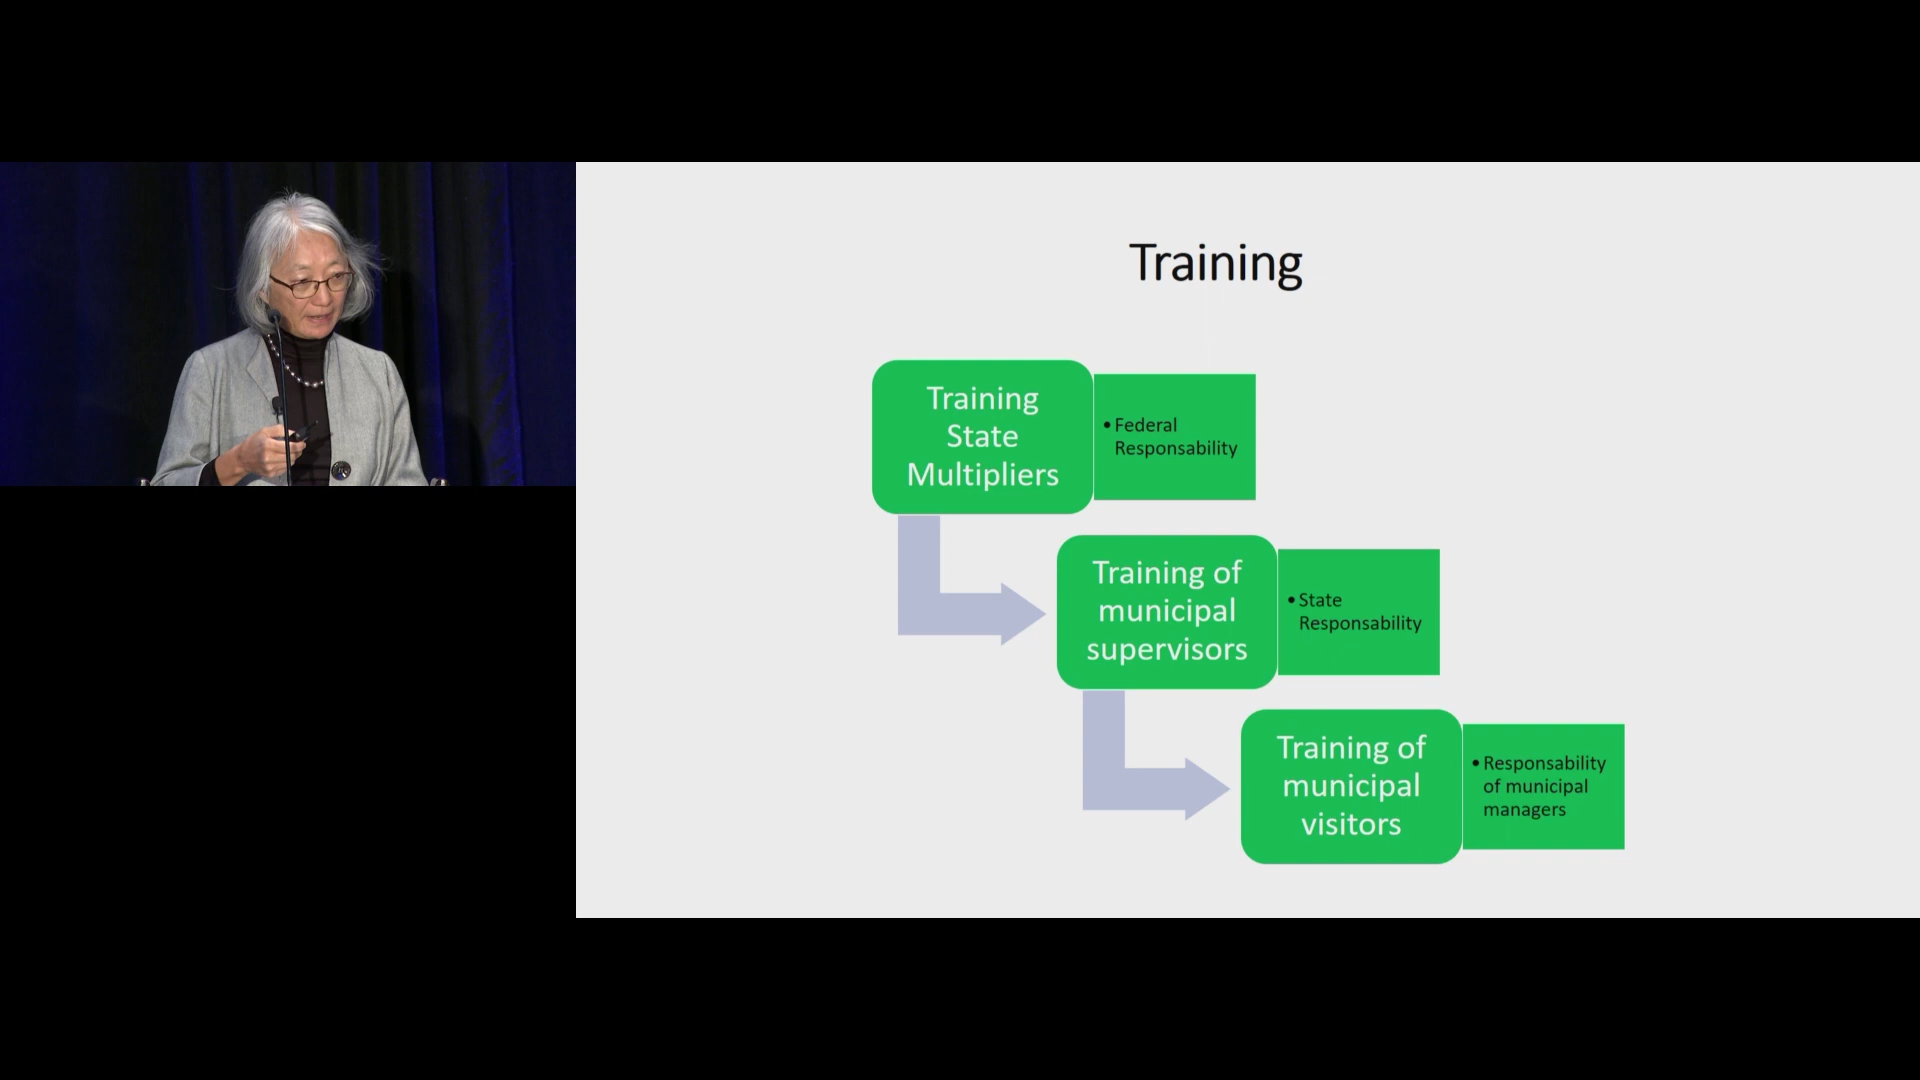 Training
Training
State
Multipliers
• Federal
Responsability
Training of
municipal
supervisors
• State
Responsability
Training of
municipal
visitors
• Responsability
of municipal
managers